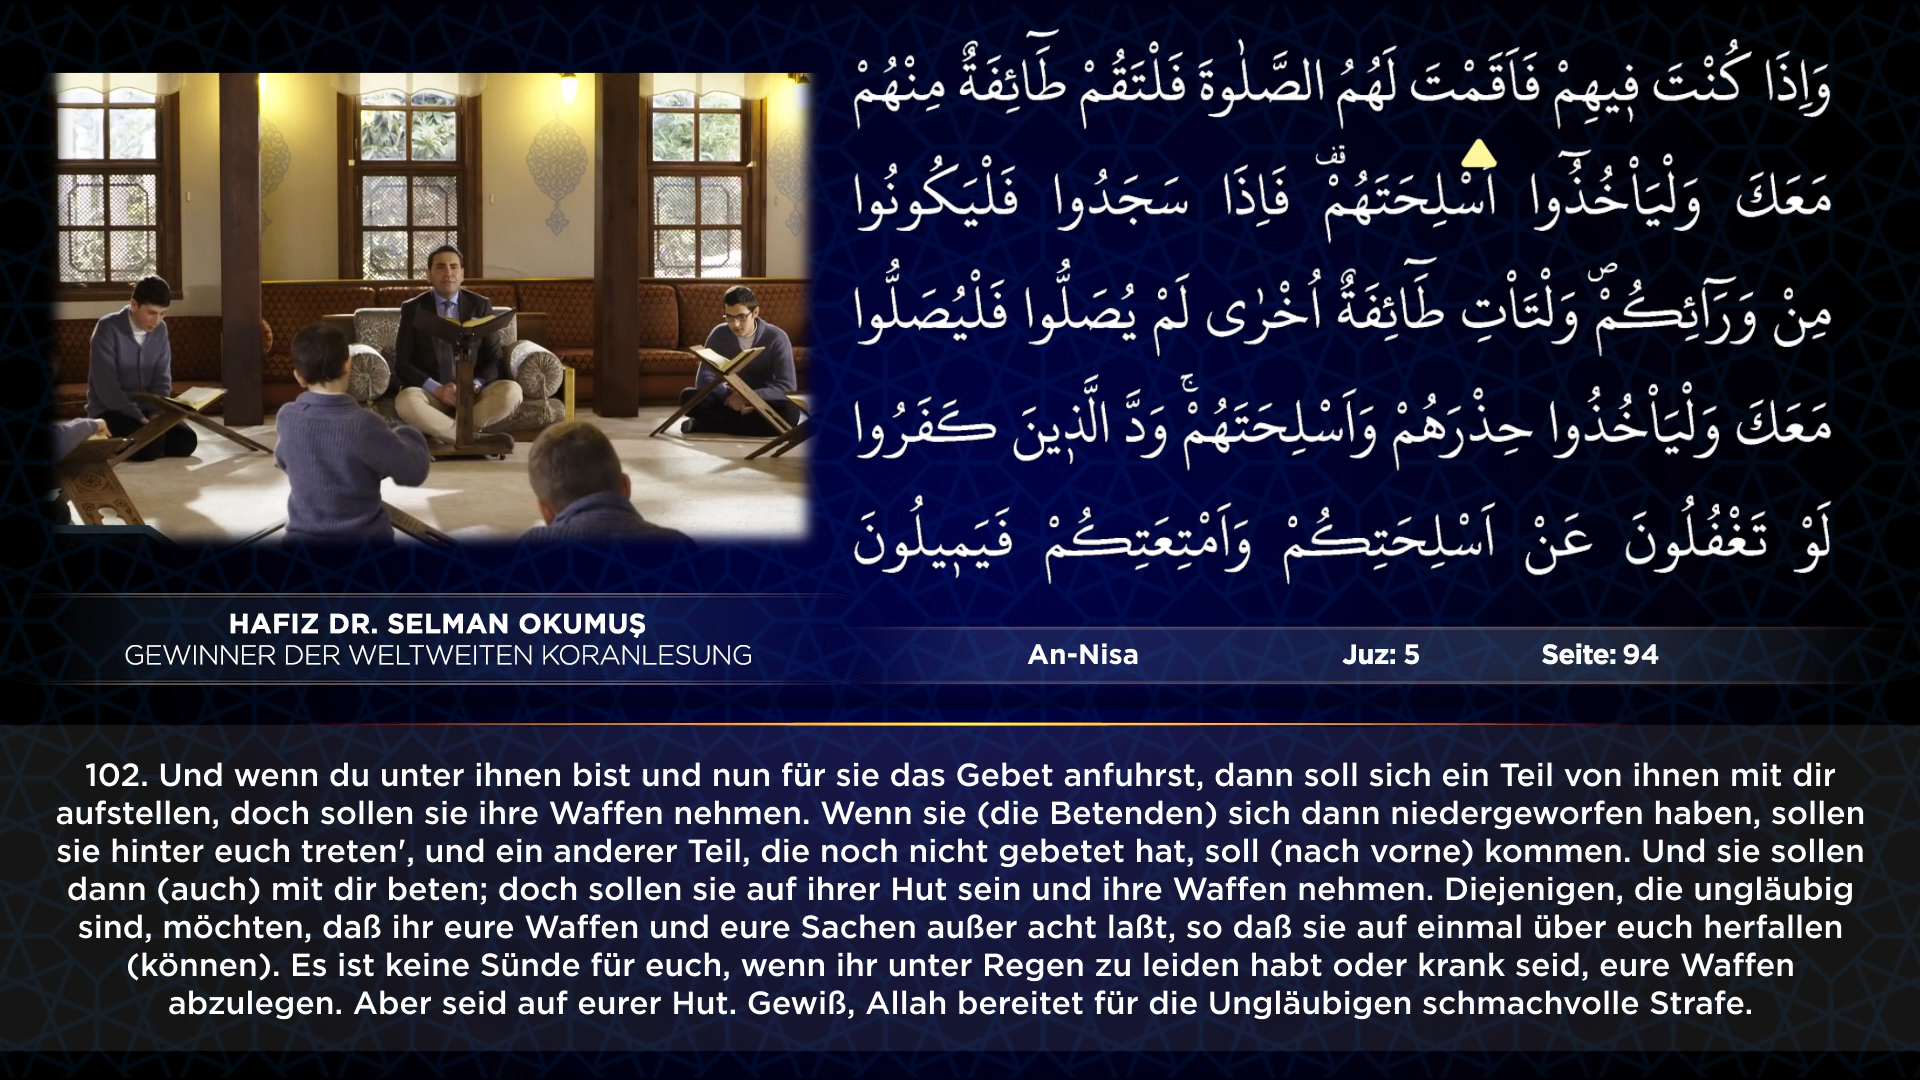 وَاِذَا كُنْتَ ف۪يهِمْ فَاَقَمْتَ لَهُمُ الصَّلٰوةَ فَلْتَقُمْ طَٓائِفَةٌ مِنْهُمْ
مَعَكَ وَلْيَأْخُذُٓوا اَسْلِحَتَهُمْ۠ قف فَاِذَا سَجَدُوا فَلْيَكُونُوا
مِنْ وَرَٓائِكُمْۖ وَلْتَأْتِ طَٓائِفَةٌ اُخْرٰى لَمْ يُصَلُّوا فَلْيُصَلُّوا
مَعَكَ وَلْيَأْخُذُوا حِذْرَهُمْ وَاَسْلِحَتَهُمْۚ وَدَّ الَّذ۪ينَ كَفَرُوا
لَوْ تَغْفُلُونَ عَنْ اَسْلِحَتِكُمْ وَاَمْتِعَتِكُمْ فَيَم۪يلُونَ
HAFIZ DR. SELMAN OKUMUŞ
GEWINNER DER WELTWEITEN KORANLESUNG
An-Nisa Juz: 5 Seite: 94
102. Und wenn du unter ihnen bist und nun für sie das Gebet anfuhrst, dann soll sich ein Teil von ihnen mit dir
aufstellen, doch sollen sie ihre Waffen nehmen. Wenn sie (die Betenden) sich dann niedergeworfen haben, sollen
sie hinter euch treten', und ein anderer Teil, die noch nicht gebetet hat, soll (nach vorne) kommen. Und sie sollen
dann (auch) mit dir beten; doch sollen sie auf ihrer Hut sein und ihre Waffen nehmen. Diejenigen, die ungläubig
sind, möchten, daß ihr eure Waffen und eure Sachen außer acht laßt, so daß sie auf einmal über euch herfallen
(können). Es ist keine Sünde für euch, wenn ihr unter Regen zu leiden habt oder krank seid, eure Waffen
abzulegen. Aber seid auf eurer Hut. Gewiß, Allah bereitet für die Ungläubigen schmachvolle Strafe.